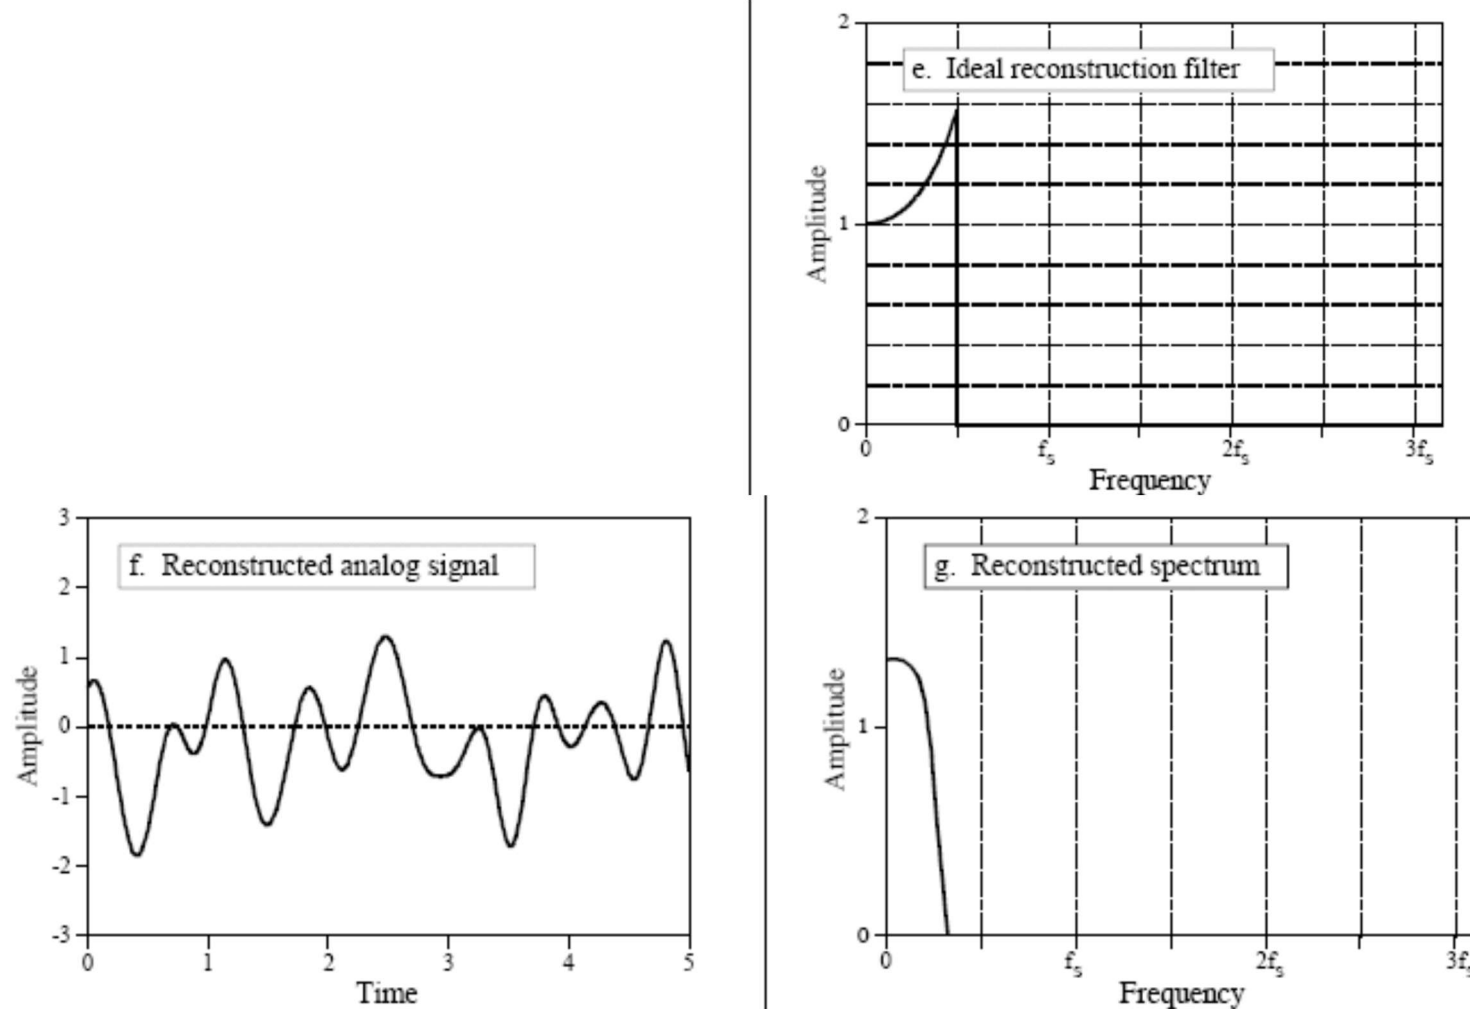 2
e. Ideal reconstruction filter
Amplitude
1
0
0 fs 2fs 3fs
Frequency
3
f. Reconstructed analog signal
2
1
Amplitude
0
-1
-2
-3
0 1 2 3 4 5
Time
2
g. Reconstructed spectrum
Amplitude
1
0
0 fs 2fs 3fs
Frequency